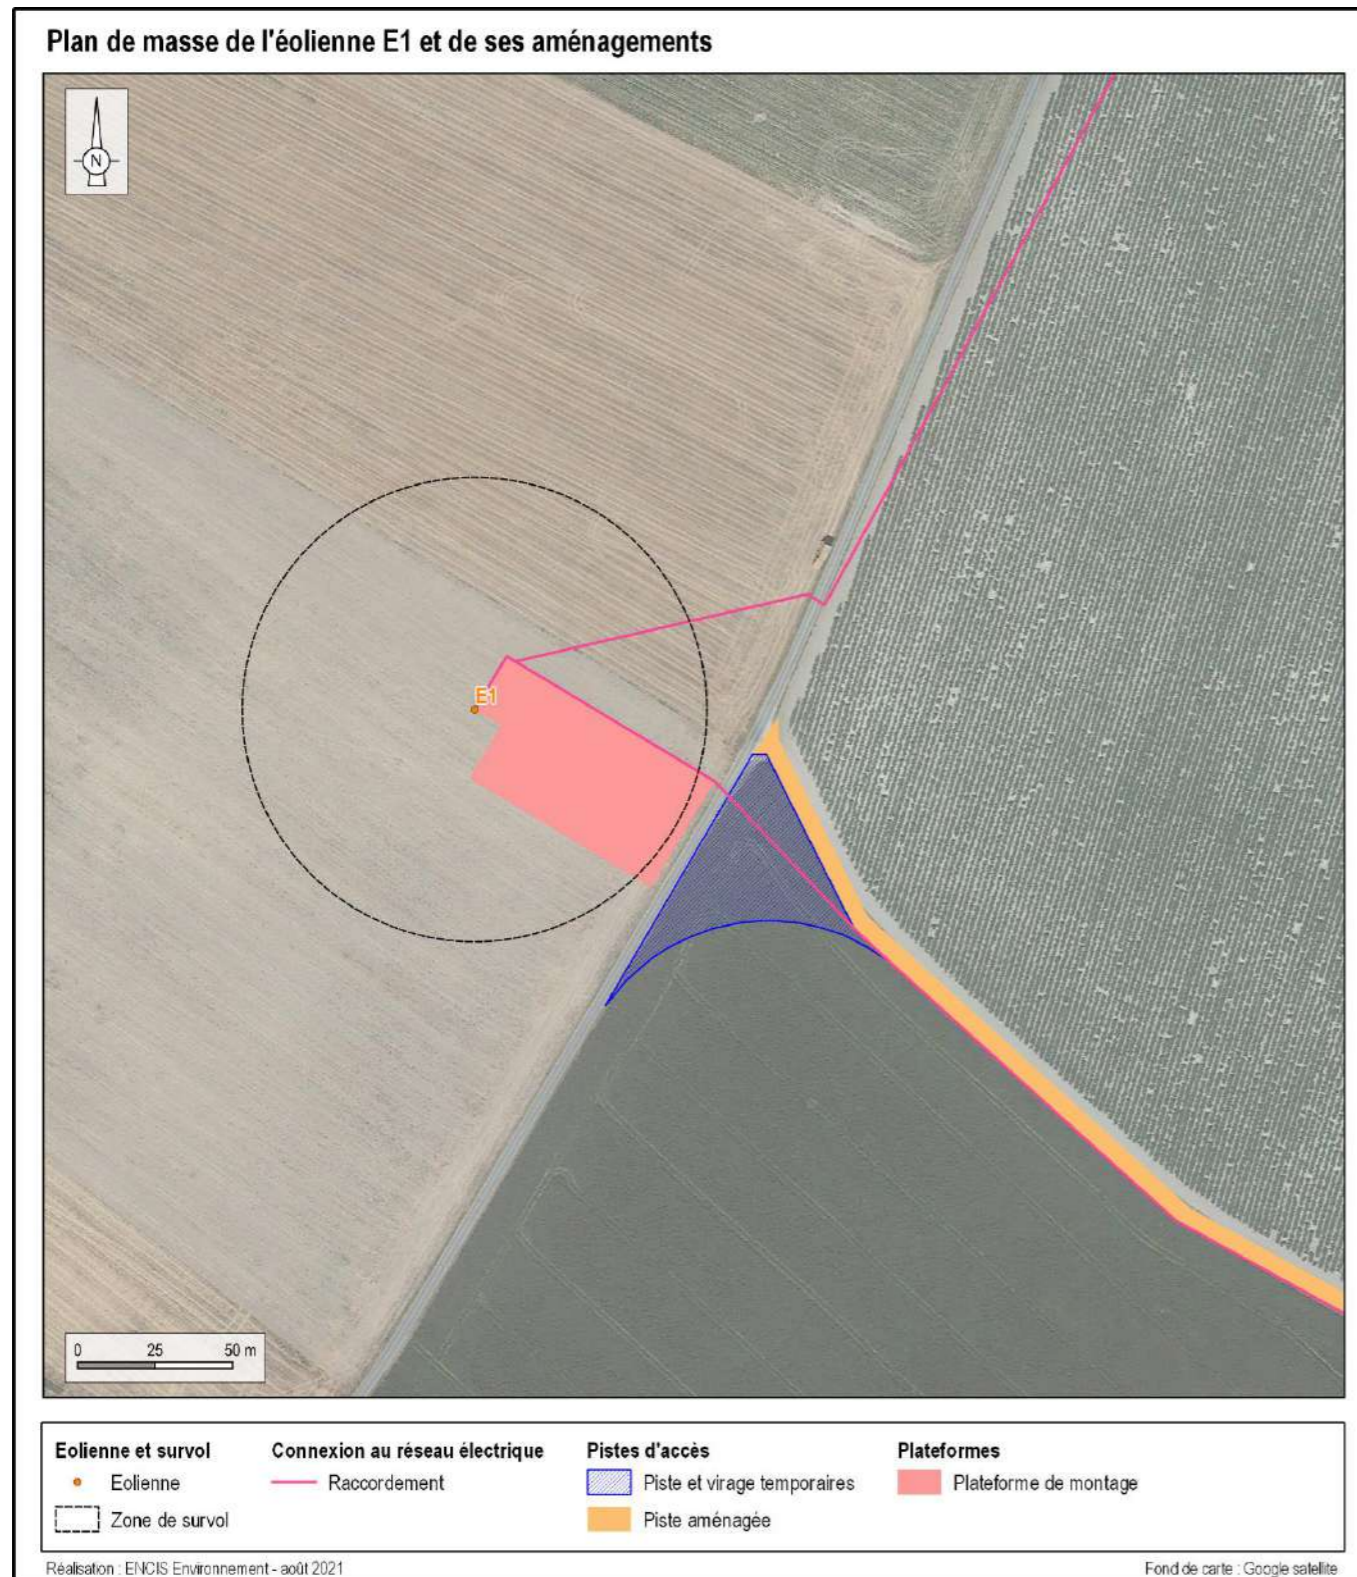 Plan de masse de l'éolienne E1 et de ses aménagements
N
E1
0 25 50 m
Eolienne et survol
Eolienne
Zone de survol
Connexion au réseau électrique
Raccordement
Pistes d'accès
Piste et virage temporaires
Piste aménagée
Plateformes
Plateforme de montage
Réalisation : ENCIS Environnement - août 2021
Fond de carte : Google satellite